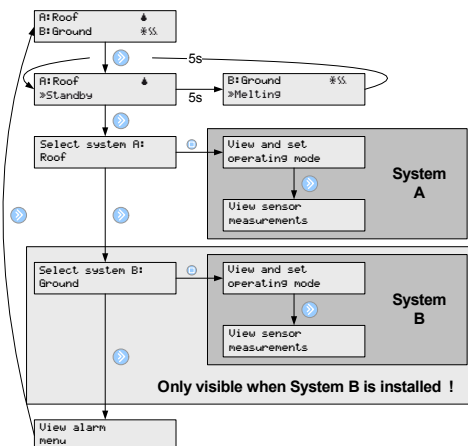 A:Roof
B:Ground
5s
A:Roof
»Standby
5s
B:Ground
»Melting
Select system A:
Roof
View and set
operating mode
System
A
View sensor
measurements
Select system B:
Ground
View and set
operating mode
System
B
View sensor
measurements
Only visible when System B is installed !
View alarm
menu